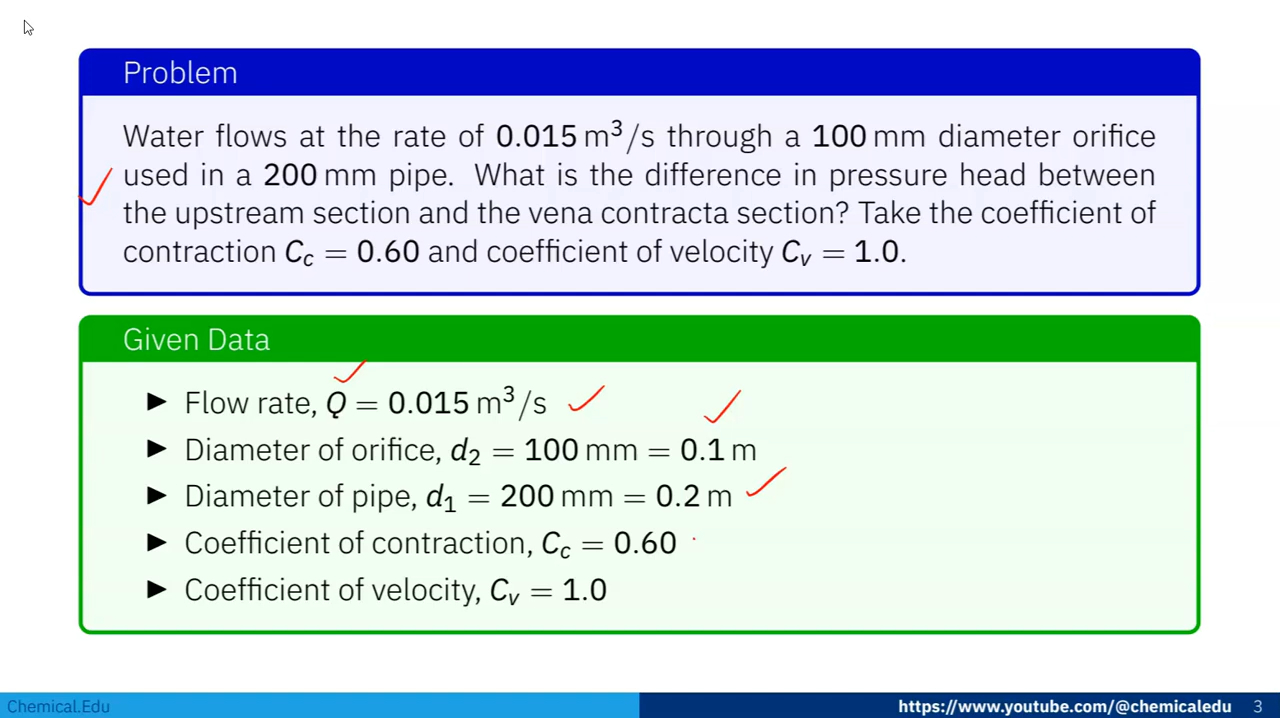 Problem
Water flows at the rate of 0.015 m³/s through a 100 mm diameter orifice
used in a 200 mm pipe. What is the difference in pressure head between
the upstream section and the vena contracta section? Take the coefficient of
contraction C_c = 0.60 and coefficient of velocity C_v = 1.0.
Given Data
► Flow rate, Q = 0.015 m³/s
► Diameter of orifice, d₂ = 100 mm = 0.1 m
► Diameter of pipe, d₁ = 200 mm = 0.2 m
► Coefficient of contraction, C_c = 0.60
► Coefficient of velocity, C_v = 1.0
Chemical.Edu https://www.youtube.com/@chemicaledu 3